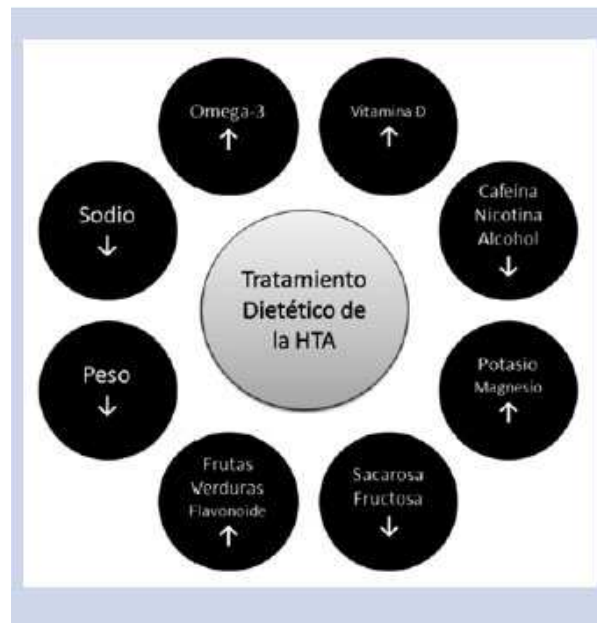 Omega-3
↑
Vitamina D
↑
Cafeína
Nicotina
Alcohol
↓
Potasio
Magnesio
↑
Sacarosa
Fructosa
↓
Frutas
Verduras
Flavonoide
↑
Peso
↓
Sodio
↓
Tratamiento
Dietético de
la HTA